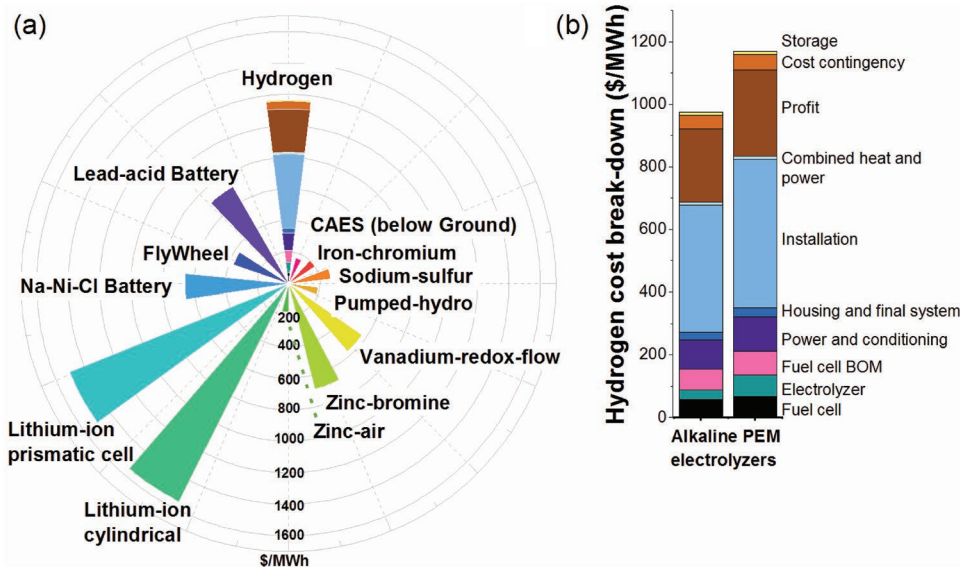 (a)
Hydrogen
Lead-acid Battery
CAES (below Ground)
FlyWheel
Iron-chromium
Na-Ni-Cl Battery
Sodium-sulfur
Pumped-hydro
200
400
Vanadium-redox-flow
600
800
Zinc-bromine
Zinc-air
1000
Lithium-ion
prismatic cell
1200
1400
Lithium-ion
cylindrical
1600
$/MWh
(b)
Hydrogen cost break-down ($/MWh)
1200
1000
800
600
400
200
0
Storage
Cost contingency
Profit
Combined heat and
power
Installation
Housing and final system
Power and conditioning
Fuel cell BOM
Electrolyzer
Fuel cell
Alkaline PEM
electrolyzers